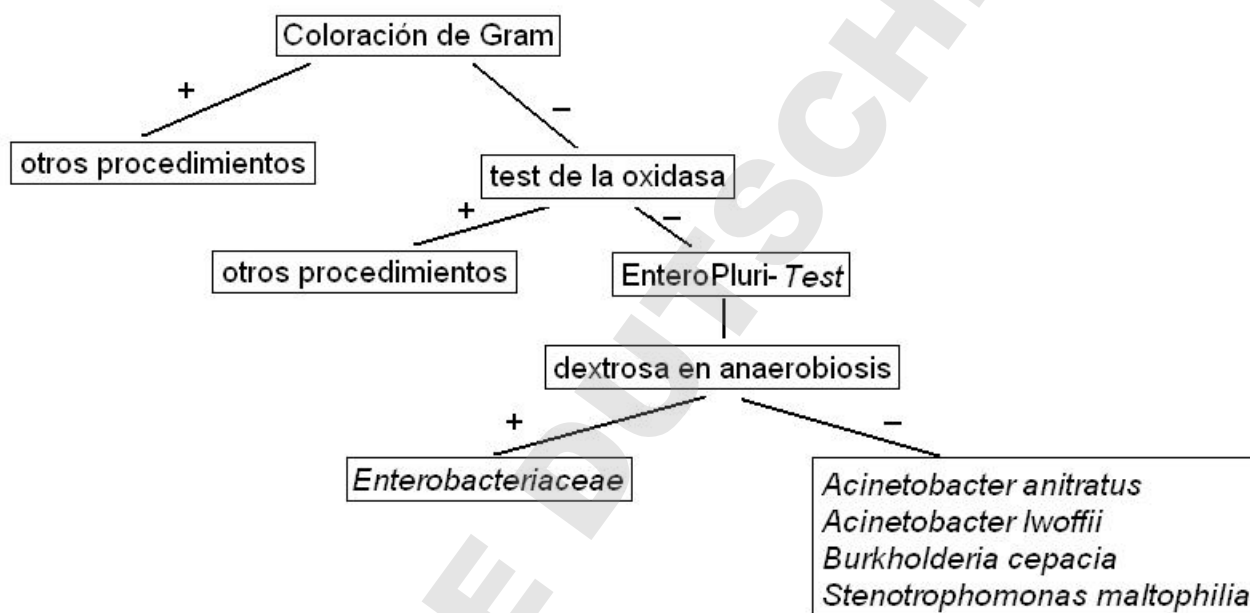 Coloración de Gram
+
–
otros procedimientos
test de la oxidasa
+
–
otros procedimientos
EnteroPluri- Test
dextrosa en anaerobiosis
+
–
Enterobacteriaceae
Acinetobacter anitratus
Acinetobacter lwoffii
Burkholderia cepacia
Stenotrophomonas maltophilia
E DUTSCH